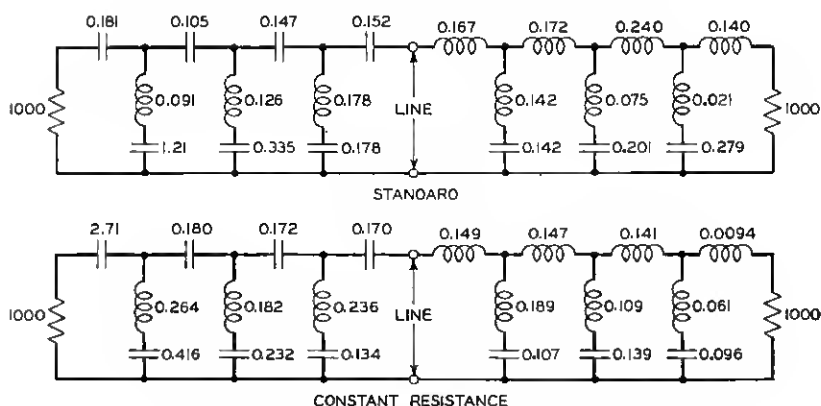 0.181 0.105 0.147 0.152 0.167 0.172 0.240 0.140
1000 0.091 0.126 0.178 LINE 0.142 0.075 0.021 1000
1.21 0.335 0.178 0.142 0.201 0.279
STANDARD
2.71 0.180 0.172 0.170 0.149 0.147 0.141 0.0094
1000 0.264 0.182 0.236 LINE 0.189 0.109 0.061 1000
0.416 0.232 0.134 0.107 0.139 0.096
CONSTANT RESISTANCE